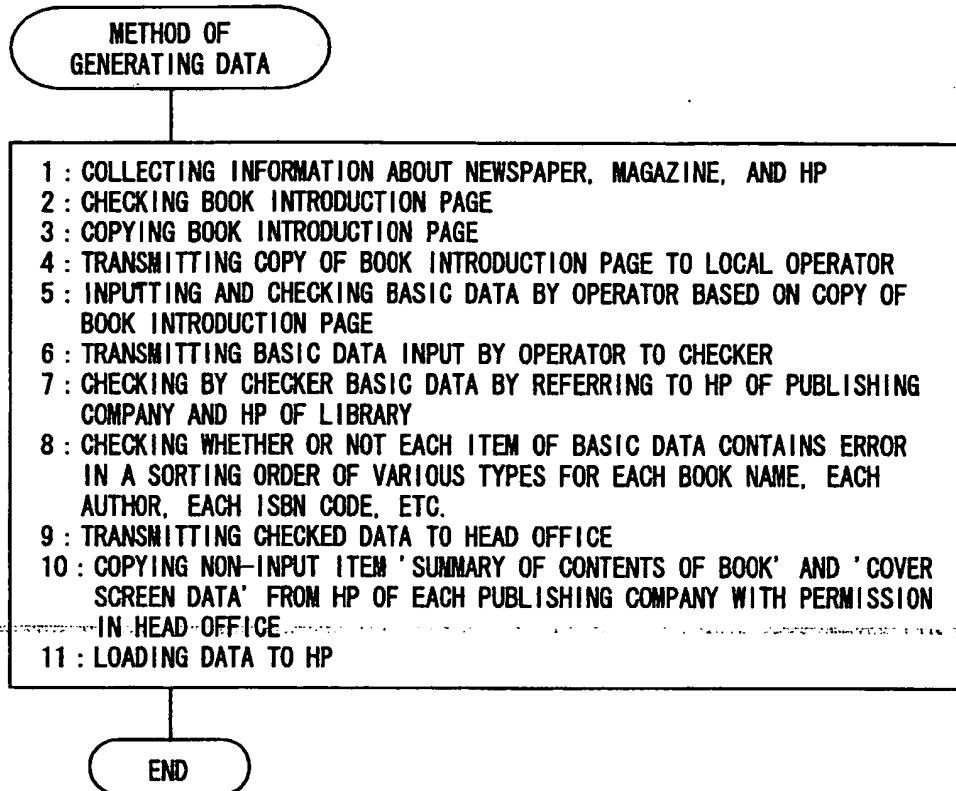 METHOD OF
GENERATING DATA
1 : COLLECTING INFORMATION ABOUT NEWSPAPER, MAGAZINE, AND HP
2 : CHECKING BOOK INTRODUCTION PAGE
3 : COPYING BOOK INTRODUCTION PAGE
4 : TRANSMITTING COPY OF BOOK INTRODUCTION PAGE TO LOCAL OPERATOR
5 : INPUTTING AND CHECKING BASIC DATA BY OPERATOR BASED ON COPY OF
BOOK INTRODUCTION PAGE
6 : TRANSMITTING BASIC DATA INPUT BY OPERATOR TO CHECKER
7 : CHECKING BY CHECKER BASIC DATA BY REFERRING TO HP OF PUBLISHING
COMPANY AND HP OF LIBRARY
8 : CHECKING WHETHER OR NOT EACH ITEM OF BASIC DATA CONTAINS ERROR
IN A SORTING ORDER OF VARIOUS TYPES FOR EACH BOOK NAME, EACH
AUTHOR, EACH ISBN CODE, ETC.
9 : TRANSMITTING CHECKED DATA TO HEAD OFFICE
10 : COPYING NON-INPUT ITEM 'SUMMARY OF CONTENTS OF BOOK' AND 'COVER
SCREEN DATA' FROM HP OF EACH PUBLISHING COMPANY WITH PERMISSION
IN HEAD OFFICE
11 : LOADING DATA TO HP
END